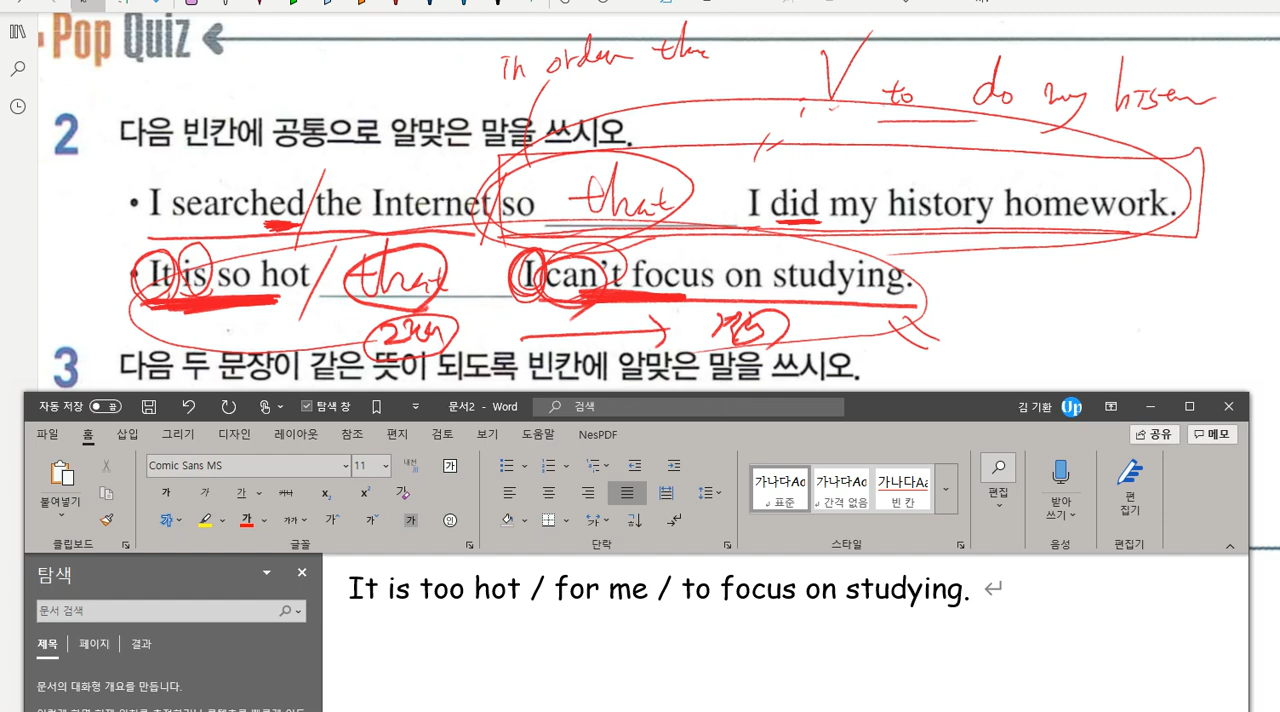 Pop Quiz
In order tha
to do my histor
2 다음 빈칸에 공통으로 알맞은 말을 쓰시오.
• I searched the Internet so that I did my history homework.
• It is so hot that I can't focus on studying.
3 다음 두 문장이 같은 뜻이 되도록 빈칸에 알맞은 말을 쓰시오.
자동 저장 끔 탐색 창 문서2 - Word 검색 김 기환 Up
파일 홈 삽입 그리기 디자인 레이아웃 참조 편지 검토 보기 도움말 NesPDF 공유 메모
붙여넣기
Comic Sans MS 11
가나다AaI 가나다AaI 가나다Aa
표준 간격 없음 빈 칸
편집
받아쓰기
편집기
클립보드 글꼴 단락 스타일 음성 편집기
탐색
문서 검색
제목 페이지 결과
문서의 대화형 개요를 만듭니다.
It is too hot / for me / to focus on studying.